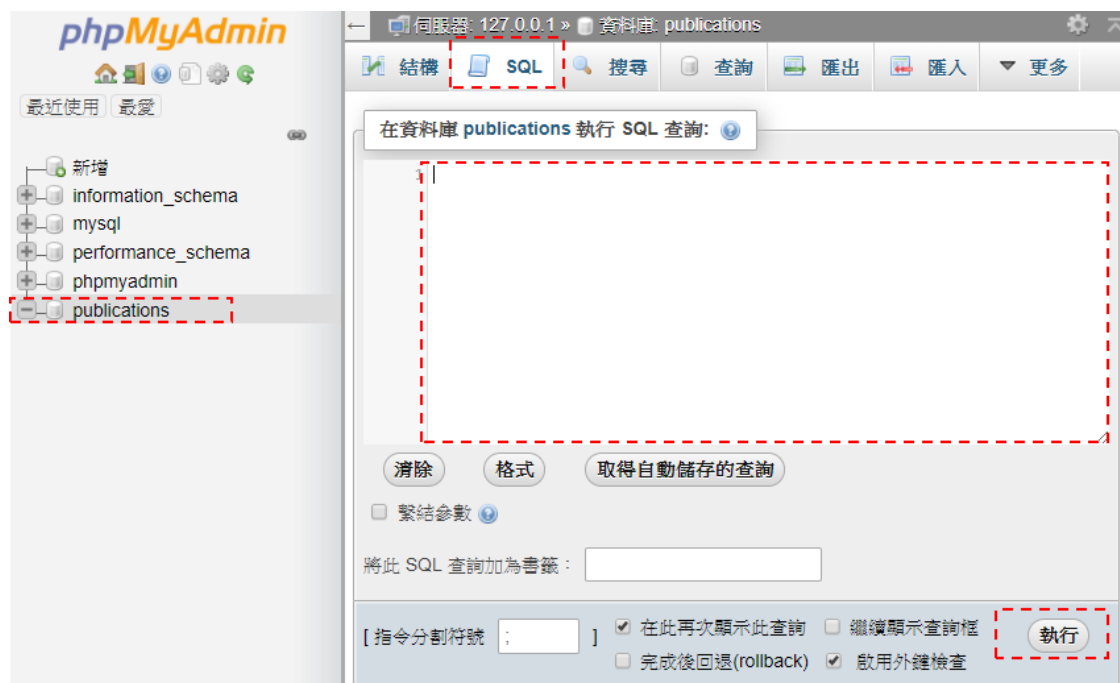 phpMyAdmin
最近使用 最愛
新增
information_schema
mysql
performance_schema
phpmyadmin
publications
← 伺服器: 127.0.0.1 » 資料庫: publications
結構 SQL 搜尋 查詢 匯出 匯入 更多
在資料庫 publications 執行 SQL 查詢:
1
清除 格式 取得自動儲存的查詢
緊結參數
將此 SQL 查詢加為書籤：
[ 指令分割符號 ; ] 在此再次顯示此查詢 繼續顯示查詢框 執行
完成後回退(rollback) 啟用外鍵檢查